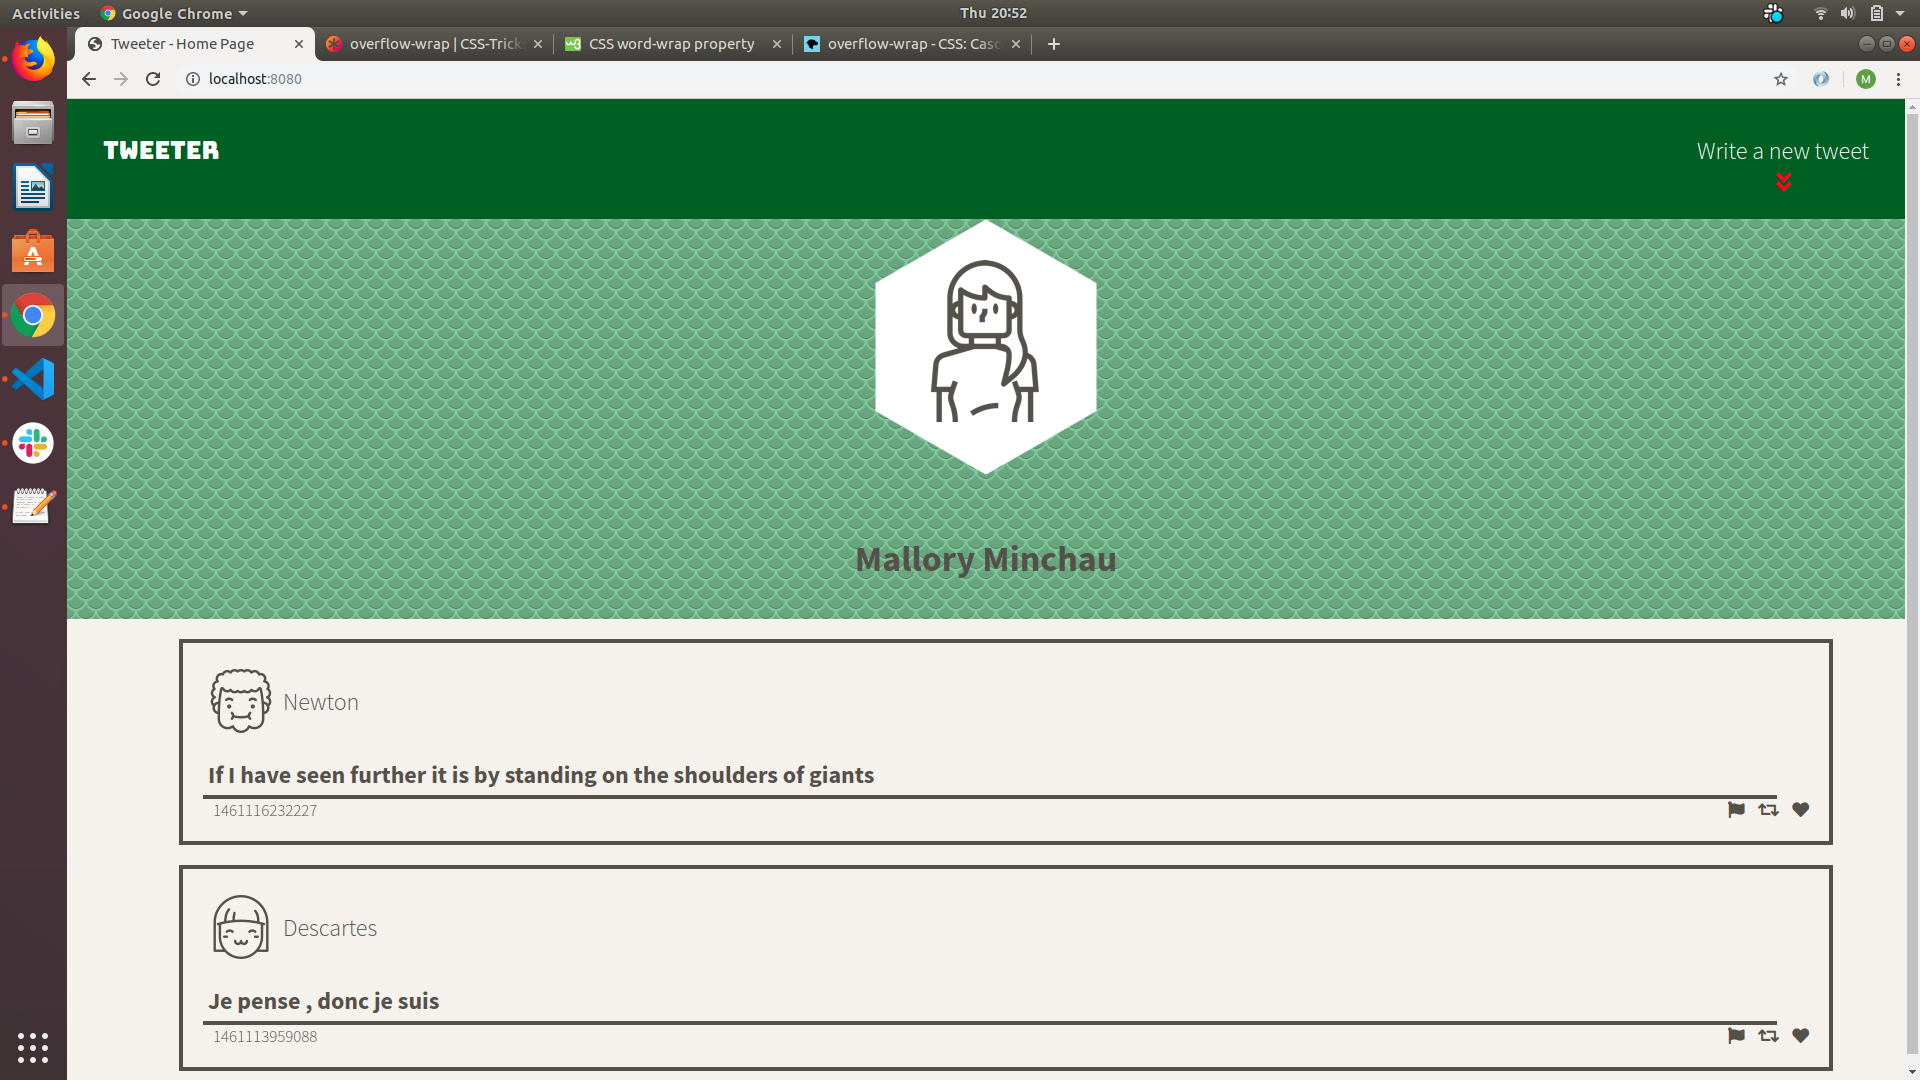 Activities Google Chrome Thu 20:52
Tweeter - Home Page overflow-wrap | CSS-Tricks CSS word-wrap property overflow-wrap - CSS: Casc
localhost:8080 M
TWEETER
Write a new tweet
Mallory Minchau
Newton
If I have seen further it is by standing on the shoulders of giants
1461116232227
Descartes
Je pense , donc je suis
1461113959088